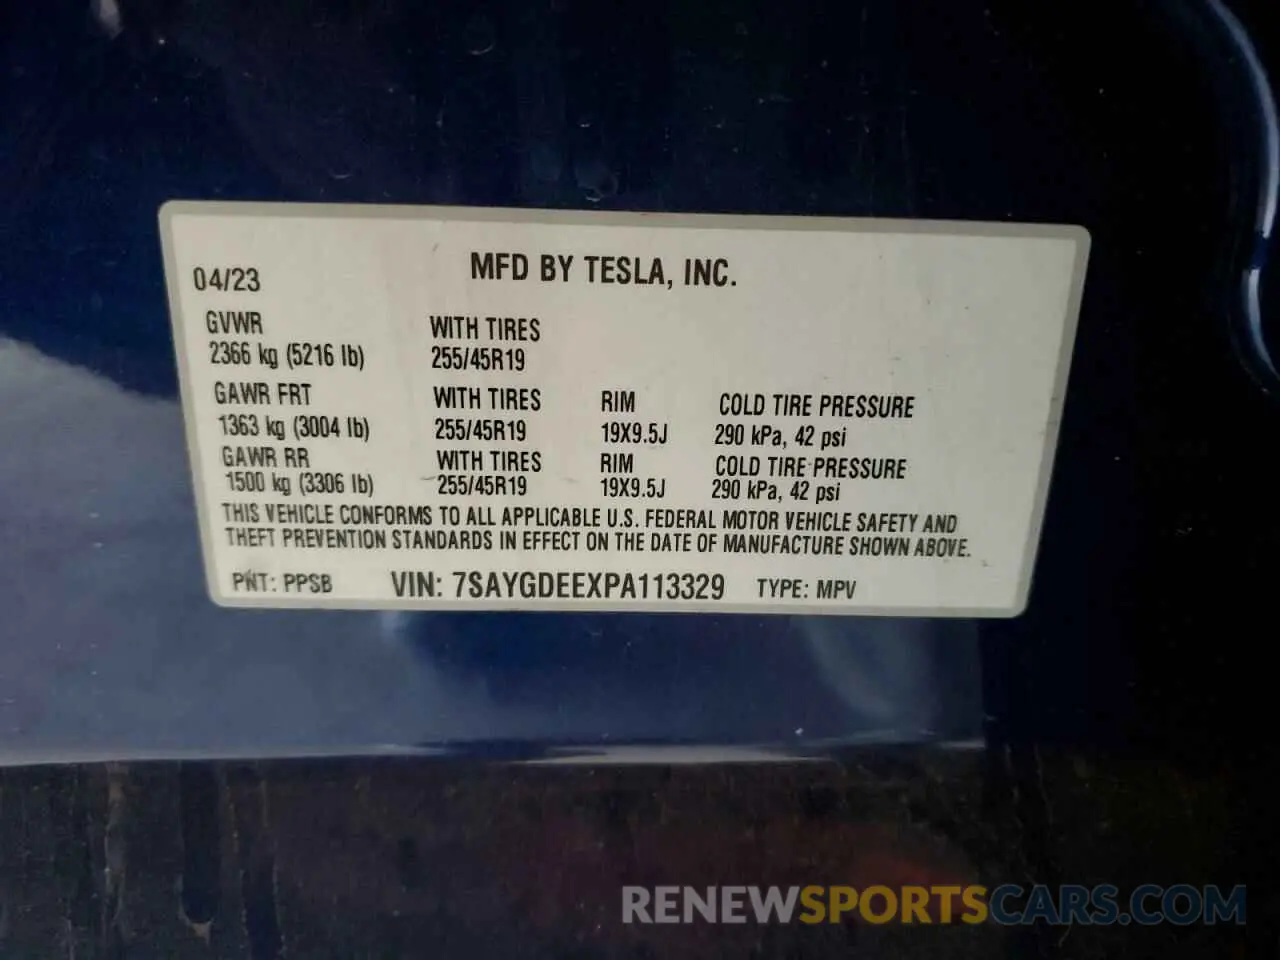 MFD BY TESLA, INC.
04/23
GVWR WITH TIRES
2366 kg (5216 lb) 255/45R19
GAWR FRT WITH TIRES RIM COLD TIRE PRESSURE
1363 kg (3004 lb) 255/45R19 19X9.5J 290 kPa, 42 psi
GAWR RR WITH TIRES RIM COLD TIRE PRESSURE
1500 kg (3306 lb) 255/45R19 19X9.5J 290 kPa, 42 psi
THIS VEHICLE CONFORMS TO ALL APPLICABLE U.S. FEDERAL MOTOR VEHICLE SAFETY AND
THEFT PREVENTION STANDARDS IN EFFECT ON THE DATE OF MANUFACTURE SHOWN ABOVE.
PNT: PPSB VIN: 7SAYGDEEXPA113329 TYPE: MPV
RENEWSPORTSCARS.COM